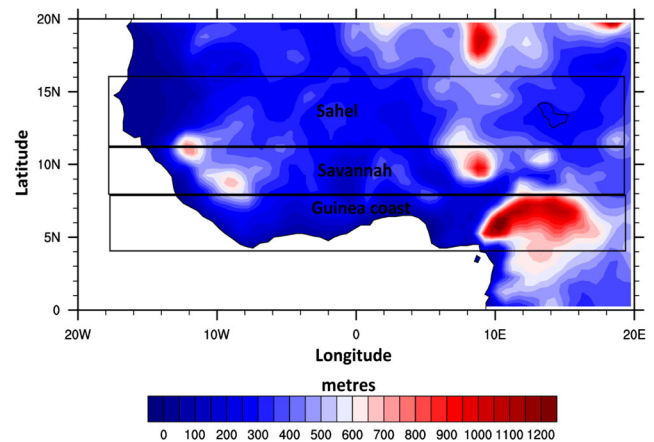 20N
15N
10N
5N
0
Latitude
Sahel
Savannah
Guinea coast
20W 10W 0 10E 20E
Longitude
metres
0 100 200 300 400 500 600 700 800 900 1000 1100 1200